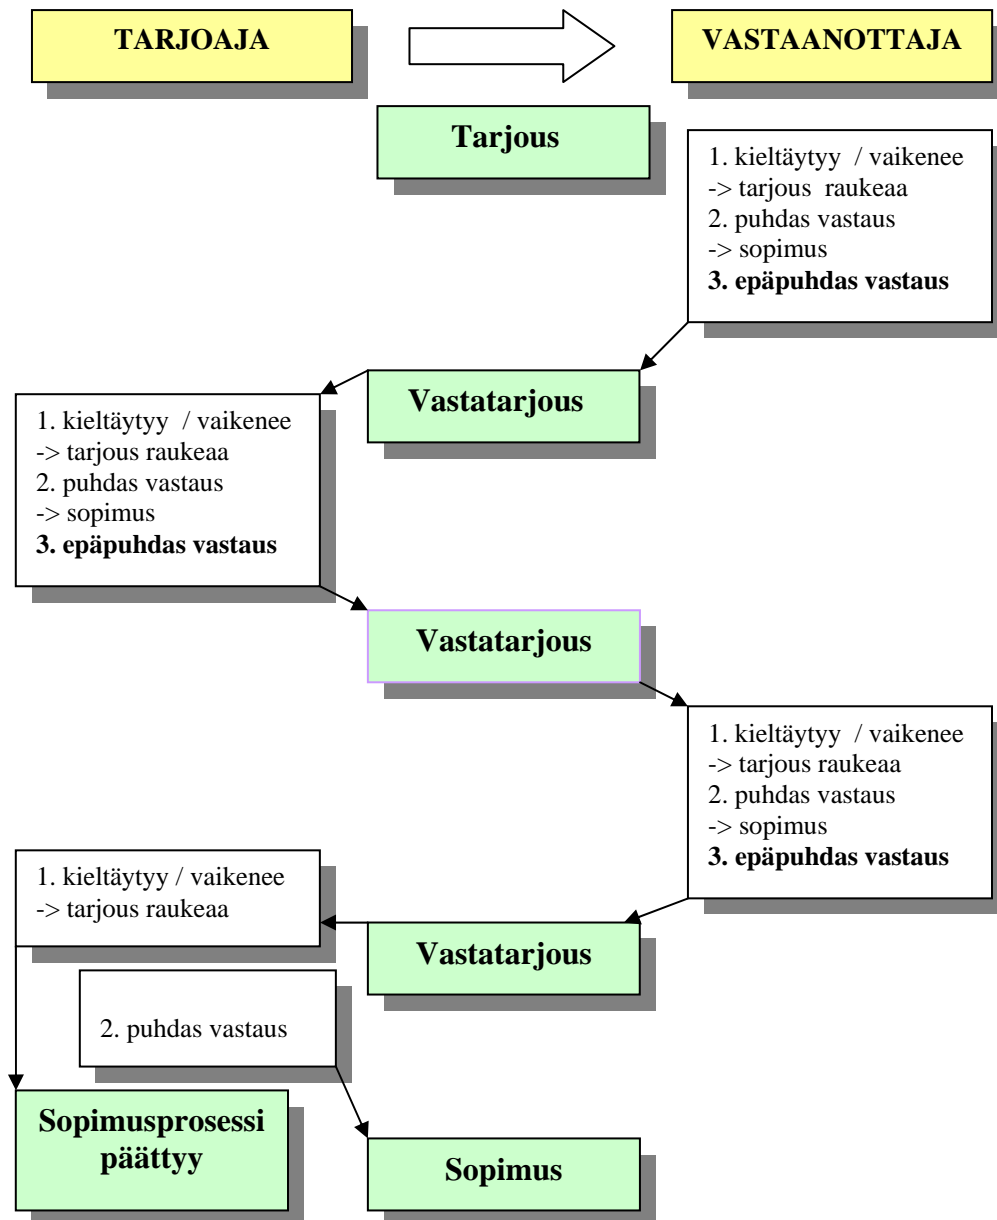 TARJOAJA
VASTAANOTTAJA
Tarjous
1. kieltäytyy / vaikenee
-> tarjous raukeaa
2. puhdas vastaus
-> sopimus
3. epäpuhdas vastaus
Vastatarjous
1. kieltäytyy / vaikenee
-> tarjous raukeaa
2. puhdas vastaus
-> sopimus
3. epäpuhdas vastaus
Vastatarjous
1. kieltäytyy / vaikenee
-> tarjous raukeaa
2. puhdas vastaus
-> sopimus
3. epäpuhdas vastaus
Vastatarjous
1. kieltäytyy / vaikenee
-> tarjous raukeaa
2. puhdas vastaus
Sopimusprosessi
päättyy
Sopimus